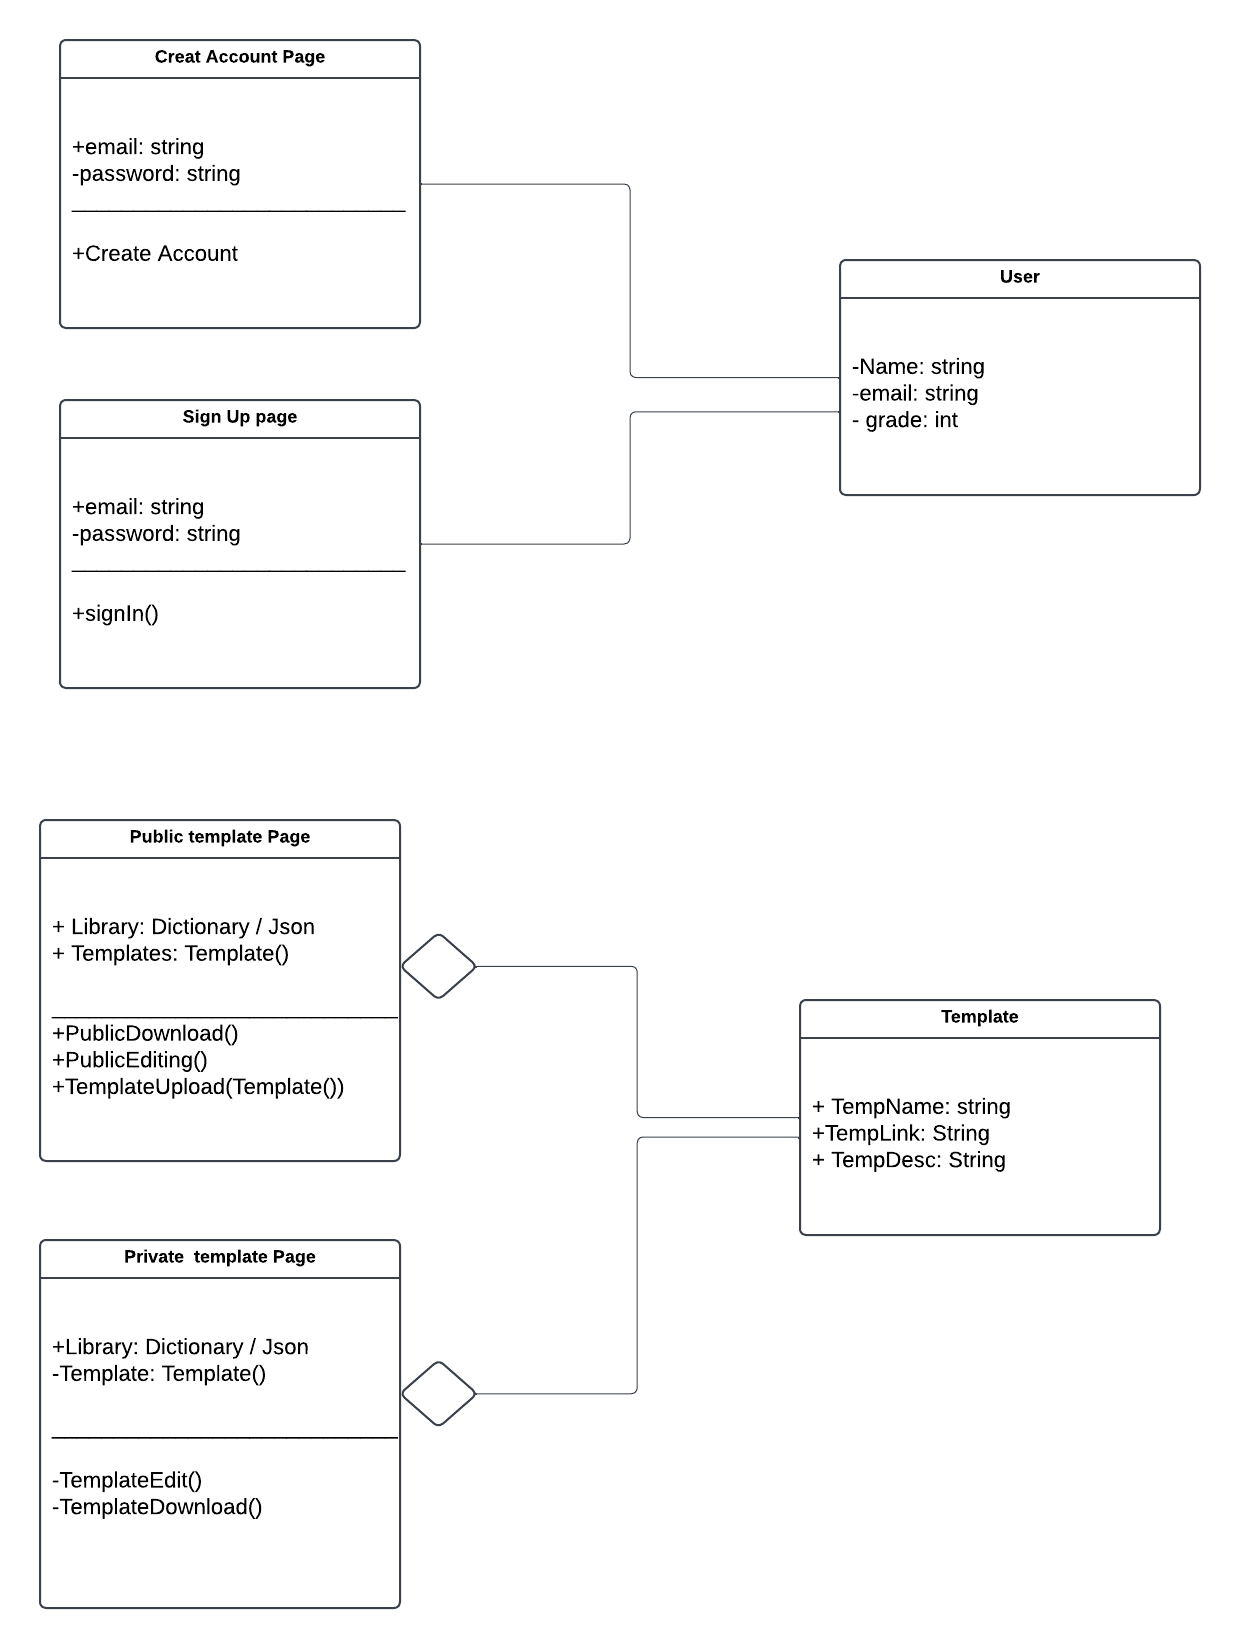 Creat Account Page
+email: string
-password: string
+Create Account
User
-Name: string
-email: string
- grade: int
Sign Up page
+email: string
-password: string
+signIn()
Public template Page
+ Library: Dictionary / Json
+ Templates: Template()
+PublicDownload()
+PublicEditing()
+TemplateUpload(Template())
Template
+ TempName: string
+TempLink: String
+ TempDesc: String
Private  template Page
+Library: Dictionary / Json
-Template: Template()
-TemplateEdit()
-TemplateDownload()